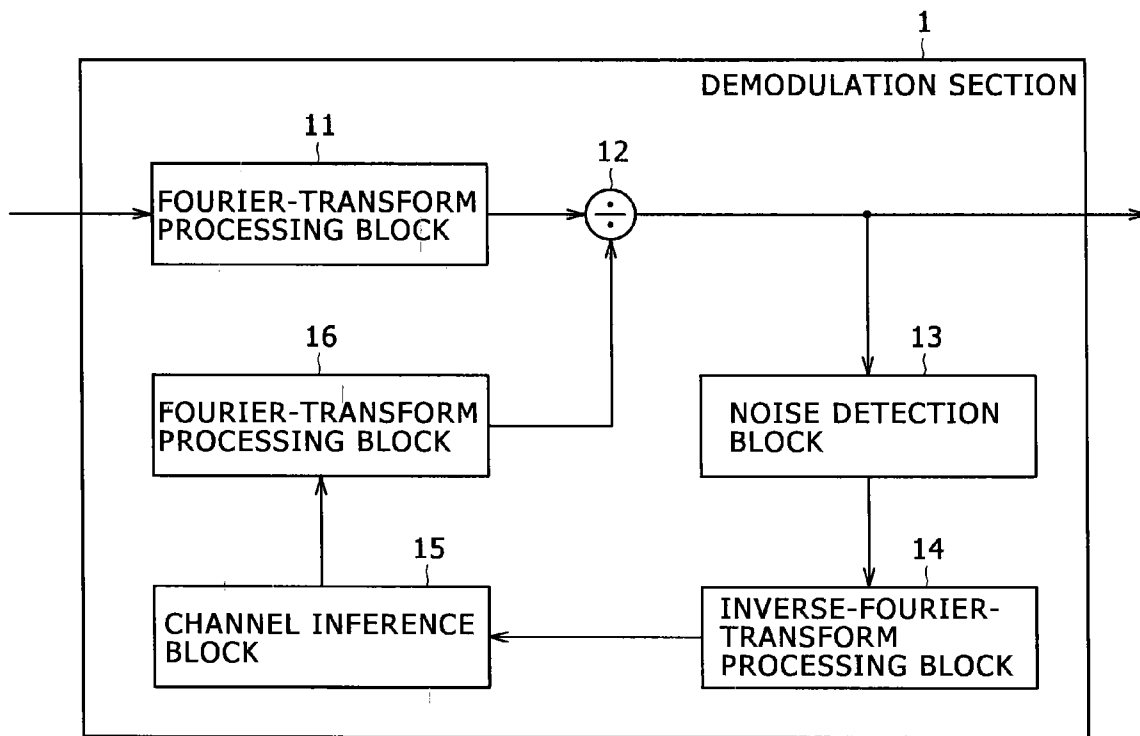 1
DEMODULATION SECTION
11
12
FOURIER-TRANSFORM
PROCESSING BLOCK
÷
16
13
FOURIER-TRANSFORM
PROCESSING BLOCK
NOISE DETECTION
BLOCK
15
14
CHANNEL INFERENCE
BLOCK
INVERSE-FOURIER-
TRANSFORM
PROCESSING BLOCK